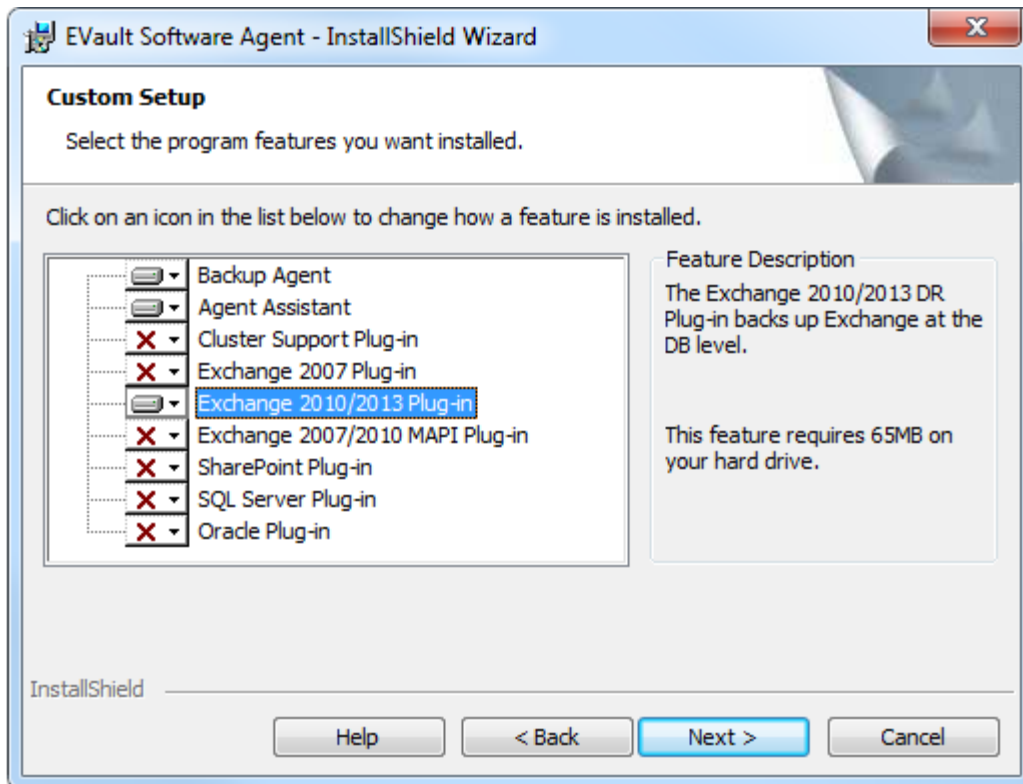 EVault Software Agent - InstallShield Wizard
Custom Setup
Select the program features you want installed.
Click on an icon in the list below to change how a feature is installed.
Backup Agent
Agent Assistant
Cluster Support Plug-in
Exchange 2007 Plug-in
Exchange 2010/2013 Plug-in
Exchange 2007/2010 MAPI Plug-in
SharePoint Plug-in
SQL Server Plug-in
Oracle Plug-in
Feature Description
The Exchange 2010/2013 DR
Plug-in backs up Exchange at the
DB level.
This feature requires 65MB on
your hard drive.
InstallShield
Help
< Back
Next >
Cancel